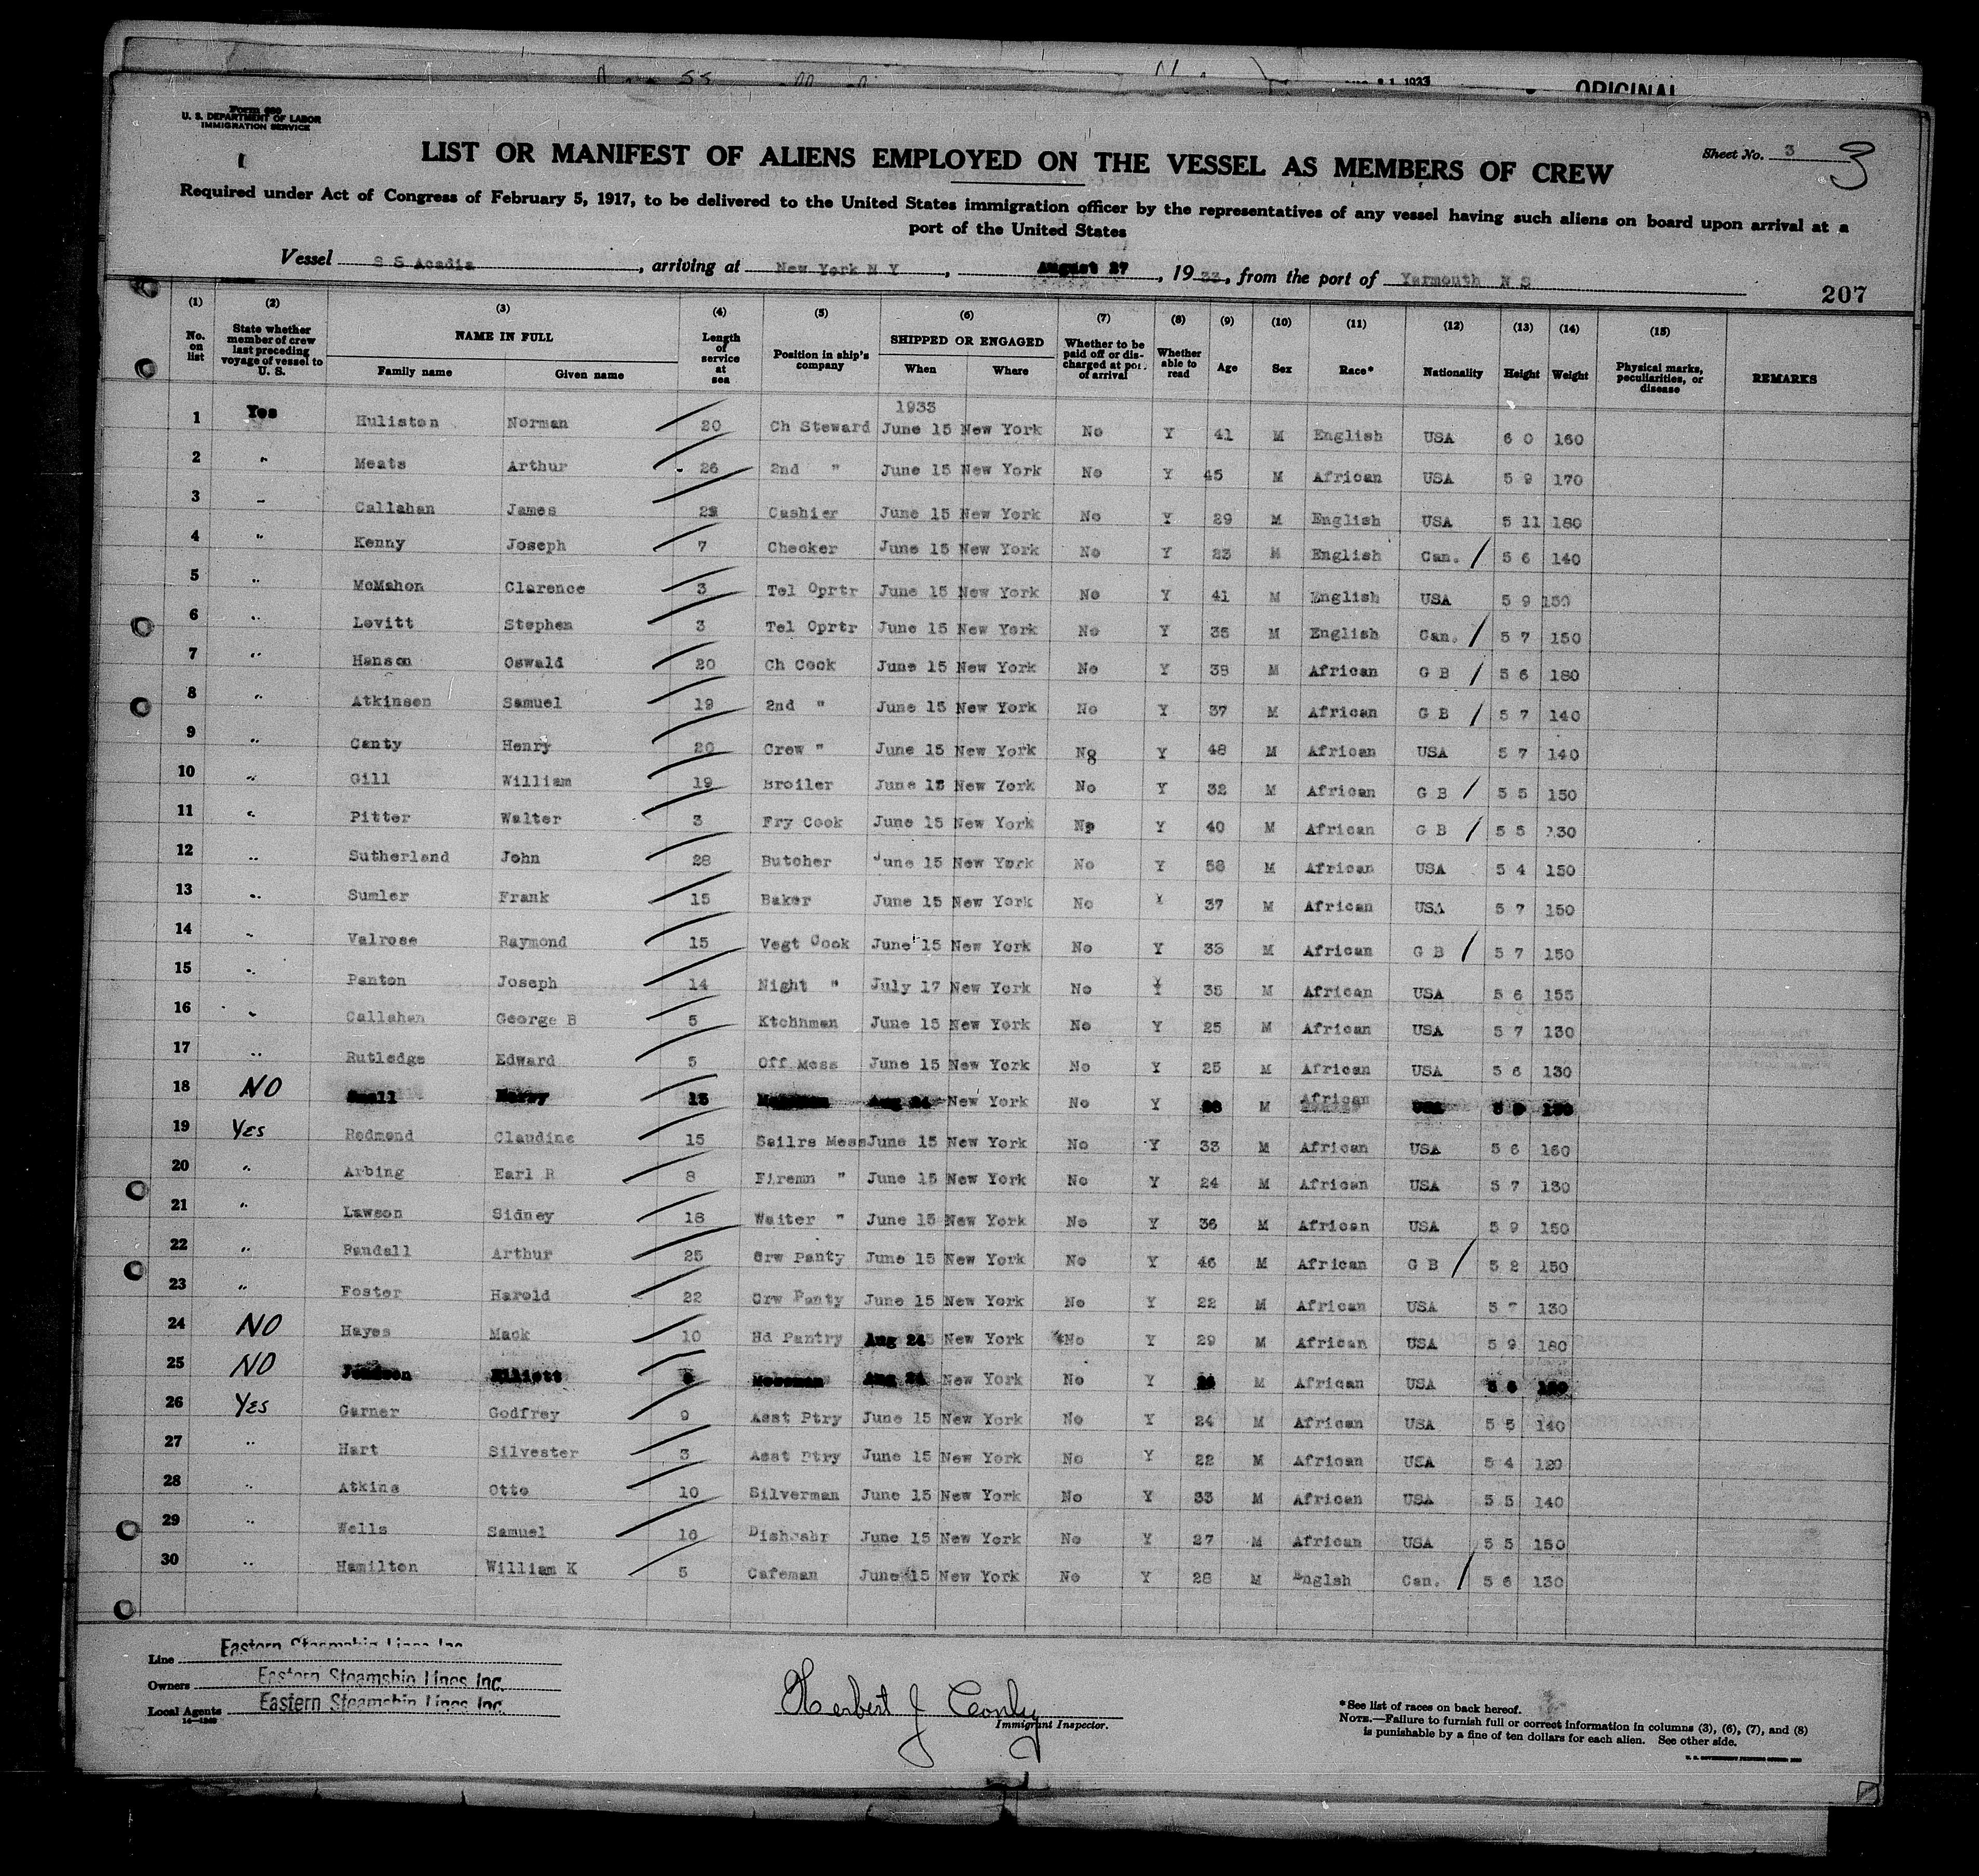 ORIGINAL
Form 689
U. S. DEPARTMENT OF LABOR
IMMIGRATION SERVICE
LIST OR MANIFEST OF ALIENS EMPLOYED ON THE VESSEL AS MEMBERS OF CREW
Sheet No. 3 3
Required under Act of Congress of February 5, 1917, to be delivered to the United States immigration officer by the representatives of any vessel having such aliens on board upon arrival at a
port of the United States
Vessel S S Acadia, arriving at New York N Y, August 27, 1933, from the port of Yarmouth N S
207
(1) (2) (3) (4) (5) (6) (7) (8) (9) (10) (11) (12) (13) (14) (15)
No. on list State whether member of crew last preceding voyage of vessel to U. S. NAME IN FULL Family name Given name Length of service at sea Position in ship's company SHIPPED OR ENGAGED When Where Whether to be paid off or discharged at port of arrival Whether able to read Age Sex Race* Nationality Height Weight Physical marks, peculiarities, or disease REMARKS
1933
1 Yes Huliston Norman 20 Ch Steward June 15 New York No Y 41 M English USA 6 0 160
2 " Meats Arthur 26 2nd " June 15 New York No Y 45 M African USA 5 9 170
3 " Callahan James June 15 New York Cashier No Y 29 M English USA 5 11 180
4 " Kenny Joseph 7 Checker June 15 New York No Y 23 M English Can. / 5 6 140
5 " McMahon Clarence 3 Tel Oprtr June 15 New York No Y 41 M English USA 5 9 150
6 " Levitt Stephen 3 Tel Oprtr June 15 New York No Y 35 M English Can. / 5 7 150
7 " Hanson Oswald 20 Ch Cook June 15 New York No Y 38 M African G B / 5 6 180
8 " Atkinson Samuel 19 2nd " June 15 New York No Y 37 M African G B / 5 7 140
9 " Canty Henry 20 Crew " June 15 New York No Y 48 M African USA 5 7 140
10 " Gill William 19 Broiler June 15 New York No Y 32 M African G B / 5 5 150
11 " Pitter Walter 3 Fry Cook June 15 New York No Y 40 M African G B / 5 5 130
12 " Sutherland John 28 Butcher June 15 New York No Y 58 M African USA 5 4 150
13 " Sumler Frank 15 Baker June 15 New York No Y 37 M African USA 5 7 150
14 " Valrose Raymond 15 Vegt Cook June 15 New York No Y 33 M African G B / 5 7 150
15 " Panton Joseph 14 Night " July 17 New York No Y 35 M African USA 5 6 155
16 " Callahan George B 5 Ktchnman June 15 New York No Y 25 M African USA 5 7 130
17 " Rutledge Edward 5 Off Mess June 15 New York No Y 25 M African USA 5 6 130
18 NO Small Harry 15 Aug 24 New York No Y M African USA
19 YES Redmond Claudine 15 Sailrs Mess June 15 New York No Y 33 M African USA 5 6 160
20 " Arbing Earl R 8 Firemn " June 15 New York No Y 24 M African USA 5 7 130
21 " Lawson Sidney 18 Waiter " June 15 New York No Y 36 M African USA 5 9 150
22 " Randall Arthur 25 Crw Panty June 15 New York No Y 46 M African G B / 5 2 150
23 " Foster Harold 22 Crw Panty June 15 New York No Y 22 M African USA 5 7 130
24 NO Hayes Mack 10 Hd Pantry Aug 24 New York No Y 29 M African USA 5 9 180
25 NO Elliott Messman Aug 24 New York No Y M African USA 5 6
26 YES Garner Godfrey 9 Asst Ptry June 15 New York No Y 24 M African USA 5 5 140
27 " Hart Silvester 3 Asst Ptry June 15 New York No Y 22 M African USA 5 4 120
28 " Atkins Otto 10 Silverman June 15 New York No Y 33 M African USA 5 5 140
29 " Wells Samuel 16 Dishwahr June 15 New York No Y 27 M African USA 5 5 150
30 " Hamilton William K 5 Cafeman June 15 New York No Y 28 M Englsh Can. / 5 6 130
Line Eastern Steamship Lines Inc.
Owners Eastern Steamship Lines, Inc.
Local Agents Eastern Steamship Lines, Inc.
Herbert J Conly
Immigrant Inspector.
*See list of races on back hereof.
NOTE.—Failure to furnish full or correct information in columns (3), (6), (7), and (8)
is punishable by a fine of ten dollars for each alien. See other side.